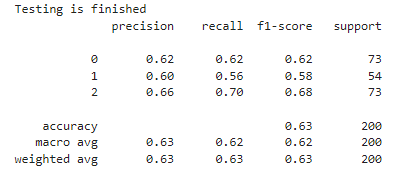 Testing is finished
precision recall f1-score support
0 0.62 0.62 0.62 73
1 0.60 0.56 0.58 54
2 0.66 0.70 0.68 73
accuracy 0.63 200
macro avg 0.63 0.62 0.62 200
weighted avg 0.63 0.63 0.63 200